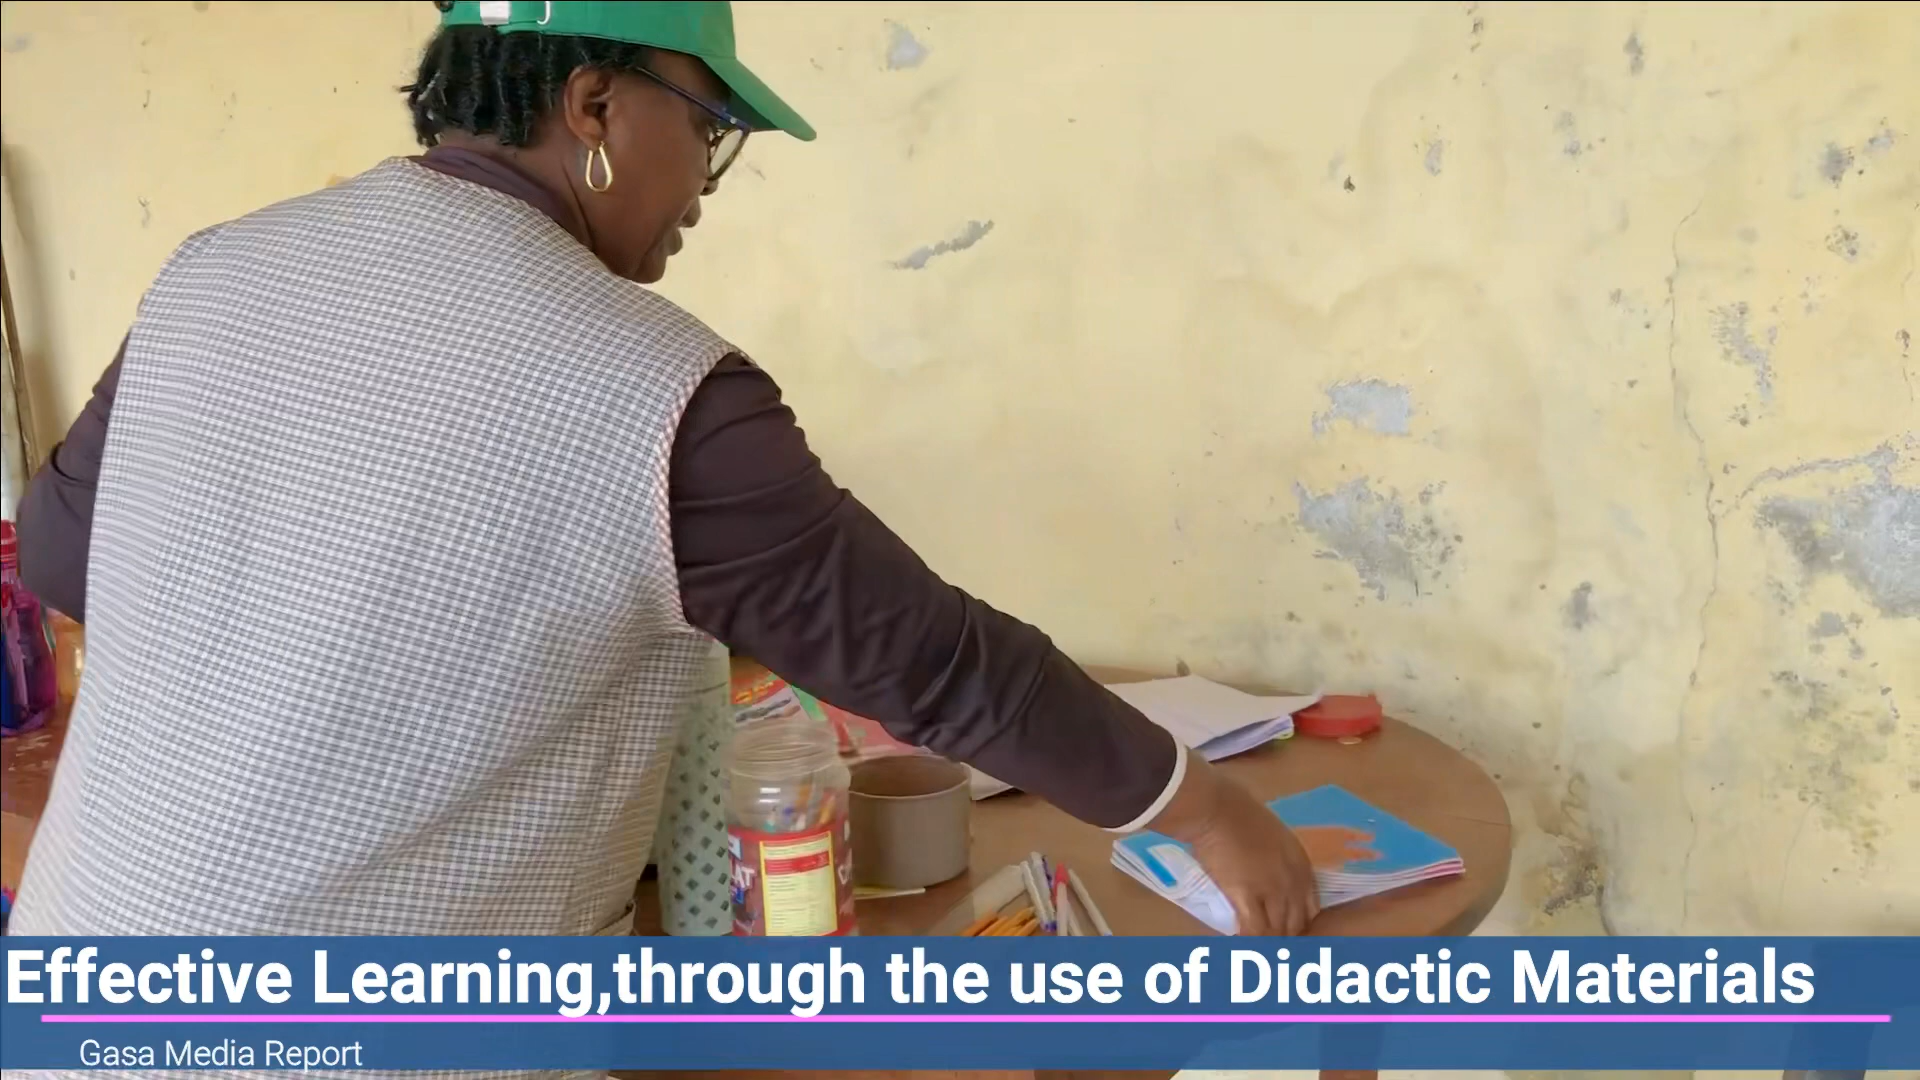 Effective Learning,through the use of Didactic Materials
Gasa Media Report